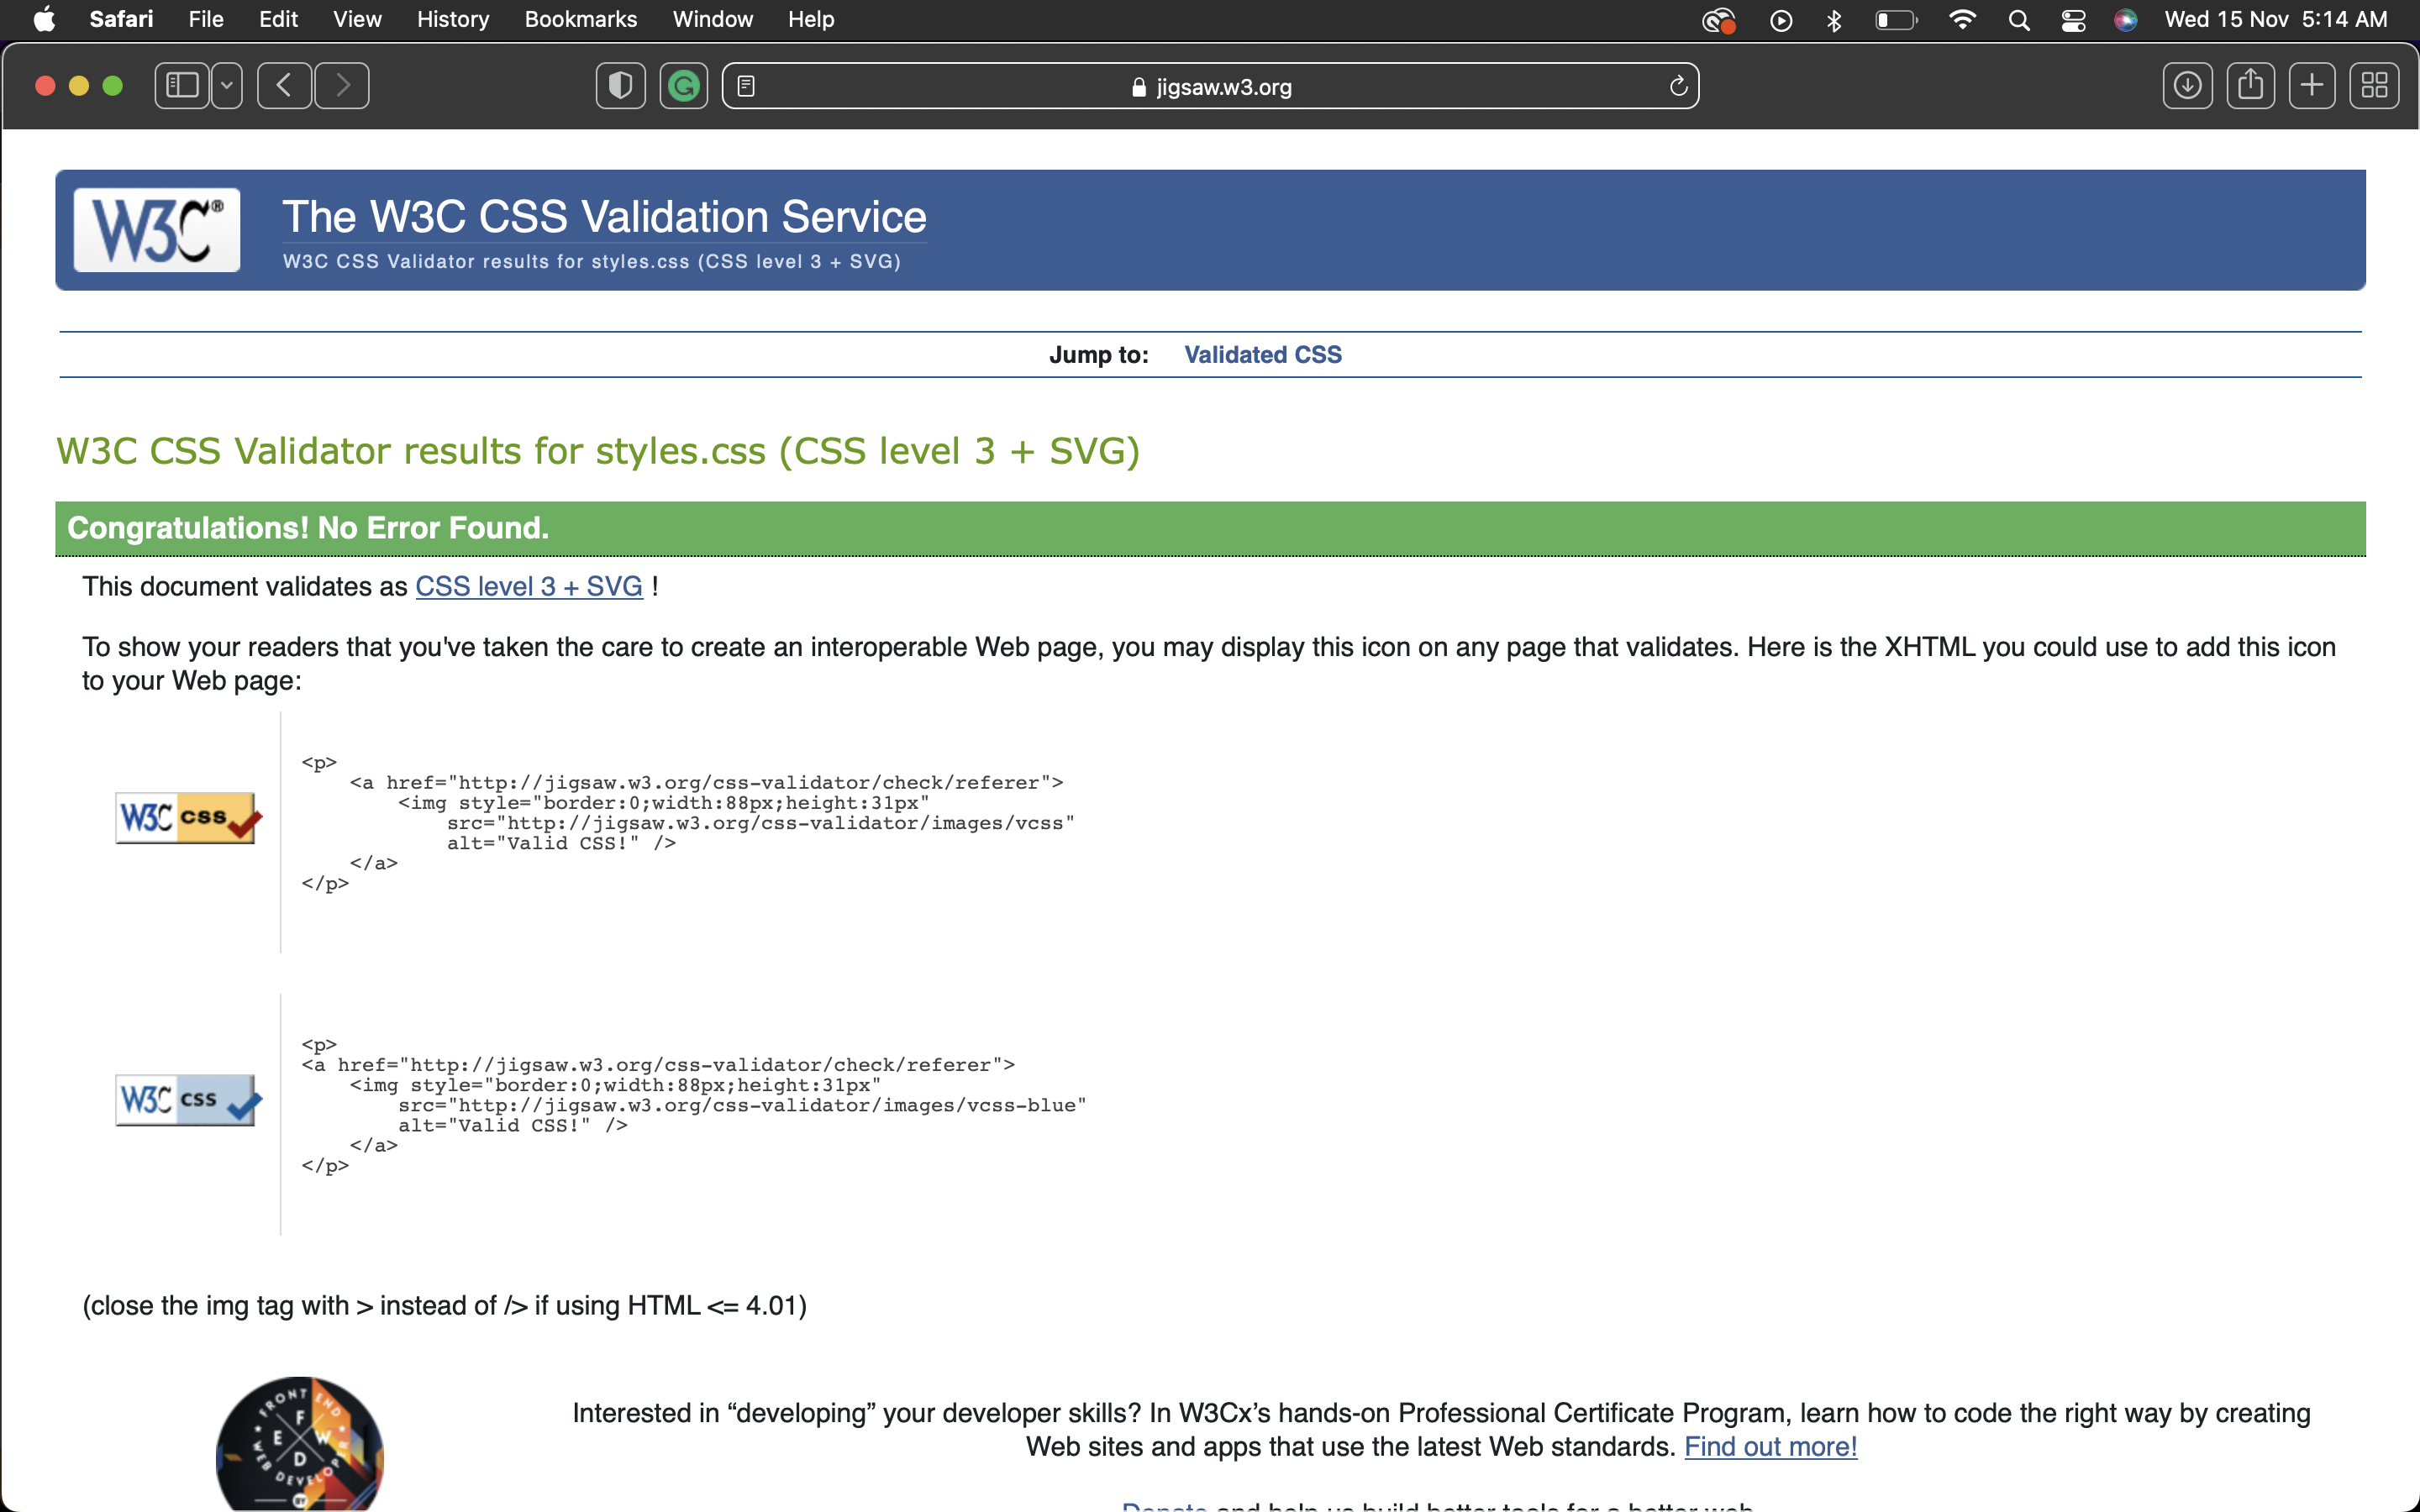 Safari File Edit View History Bookmarks Window Help Wed 15 Nov 5:14 AM
jigsaw.w3.org
W3C®
The W3C CSS Validation Service
W3C CSS Validator results for styles.css (CSS level 3 + SVG)
Jump to: Validated CSS
W3C CSS Validator results for styles.css (CSS level 3 + SVG)
Congratulations! No Error Found.
This document validates as CSS level 3 + SVG !
To show your readers that you've taken the care to create an interoperable Web page, you may display this icon on any page that validates. Here is the XHTML you could use to add this icon
to your Web page:
W3C css
<p>
<a href="http://jigsaw.w3.org/css-validator/check/referer">
<img style="border:0;width:88px;height:31px"
src="http://jigsaw.w3.org/css-validator/images/vcss"
alt="Valid CSS!" />
</a>
</p>
W3C css
<p>
<a href="http://jigsaw.w3.org/css-validator/check/referer">
<img style="border:0;width:88px;height:31px"
src="http://jigsaw.w3.org/css-validator/images/vcss-blue"
alt="Valid CSS!" />
</a>
</p>
(close the img tag with > instead of /> if using HTML <= 4.01)
FRONT END
F
E W
D
WEB DEVELOPER
BY
Interested in “developing” your developer skills? In W3Cx’s hands-on Professional Certificate Program, learn how to code the right way by creating
Web sites and apps that use the latest Web standards. Find out more!
Donate and help us build better tools for a better web.